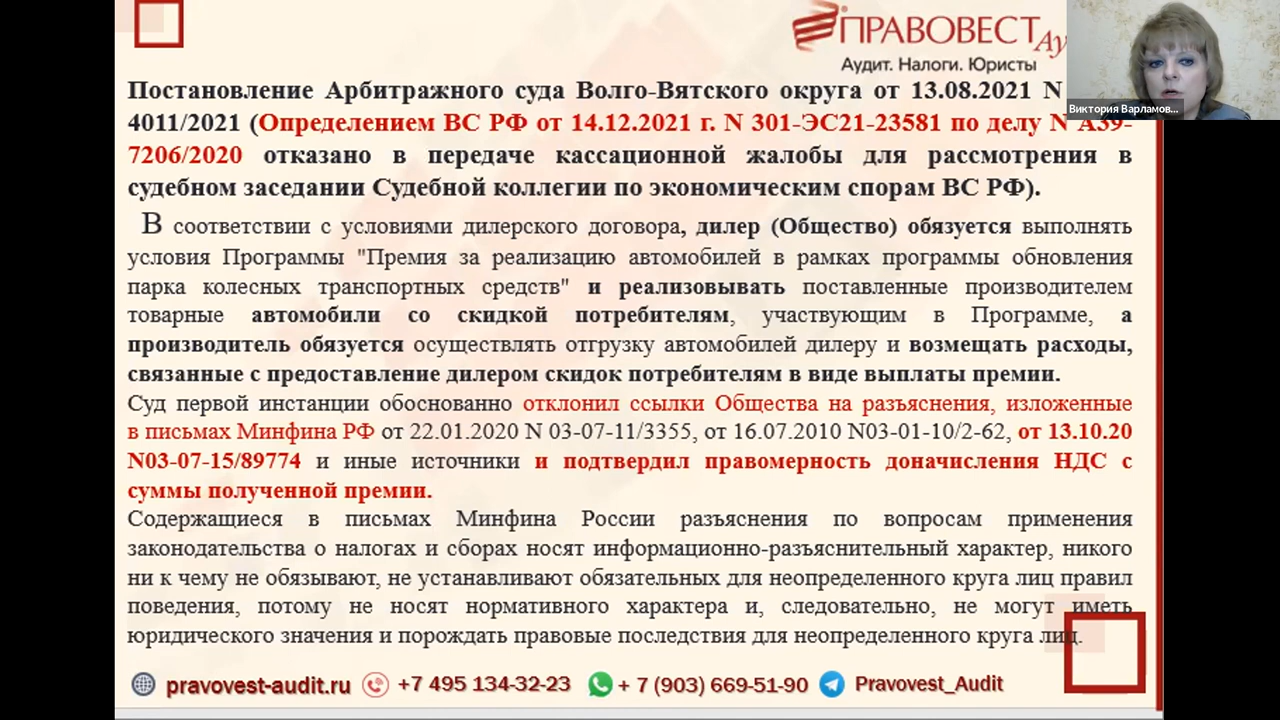 ПРАВОВЕСТ
Аудит. Налоги. Юристы
Виктория Варламов...
Постановление Арбитражного суда Волго-Вятского округа от 13.08.2021 N
4011/2021 (Определением ВС РФ от 14.12.2021 г. N 301-ЭС21-23581 по делу N А39-
7206/2020 отказано в передаче кассационной жалобы для рассмотрения в
судебном заседании Судебной коллегии по экономическим спорам ВС РФ).
В соответствии с условиями дилерского договора, дилер (Общество) обязуется выполнять
условия Программы "Премия за реализацию автомобилей в рамках программы обновления
парка колесных транспортных средств" и реализовывать поставленные производителем
товарные автомобили со скидкой потребителям, участвующим в Программе, а
производитель обязуется осуществлять отгрузку автомобилей дилеру и возмещать расходы,
связанные с предоставление дилером скидок потребителям в виде выплаты премии.
Суд первой инстанции обоснованно отклонил ссылки Общества на разъяснения, изложенные
в письмах Минфина РФ от 22.01.2020 N 03-07-11/3355, от 16.07.2010 N03-01-10/2-62, от 13.10.20
N03-07-15/89774 и иные источники и подтвердил правомерность доначисления НДС с
суммы полученной премии.
Содержащиеся в письмах Минфина России разъяснения по вопросам применения
законодательства о налогах и сборах носят информационно-разъяснительный характер, никого
ни к чему не обязывают, не устанавливают обязательных для неопределенного круга лиц правил
поведения, потому не носят нормативного характера и, следовательно, не могут иметь
юридического значения и порождать правовые последствия для неопределенного круга лиц.
pravovest-audit.ru +7 495 134-32-23 + 7 (903) 669-51-90 Pravovest_Audit